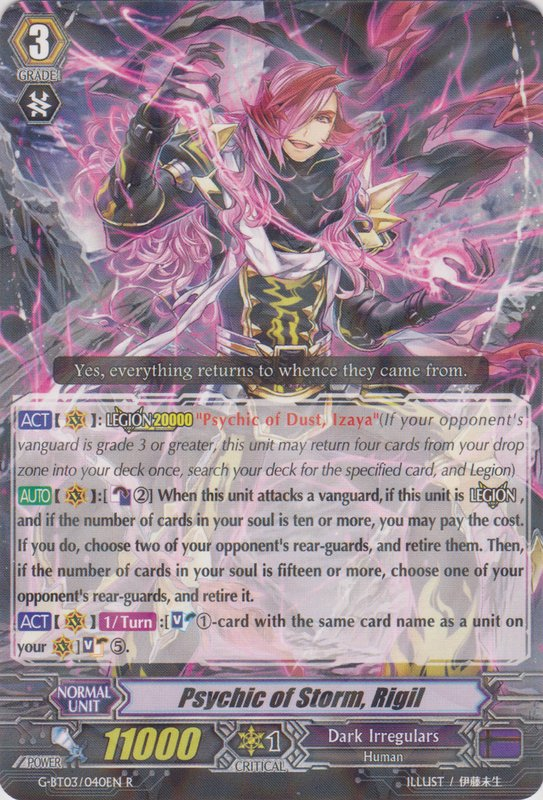 3
GRADE
Yes, everything returns to whence they came from.
ACT【 】: LEGION 20000 "Psychic of Dust, Izaya"(If your opponent's
vanguard is grade 3 or greater, this unit may return four cards from your drop
zone into your deck once, search your deck for the specified card, and Legion)
AUTO【 】:[ ②] When this unit attacks a vanguard, if this unit is LEGION,
and if the number of cards in your soul is ten or more, you may pay the cost.
If you do, choose two of your opponent's rear-guards, and retire them. Then,
if the number of cards in your soul is fifteen or more, choose one of your
opponent's rear-guards, and retire it.
ACT【 】1/Turn:[V ①-card with the same card name as a unit on
your ]V ⑤.
NORMAL
UNIT
Psychic of Storm, Rigil
POWER
11000
1
CRITICAL
Dark Irregulars
Human
G-BT03/040EN R
ILLUST / 伊藤未生